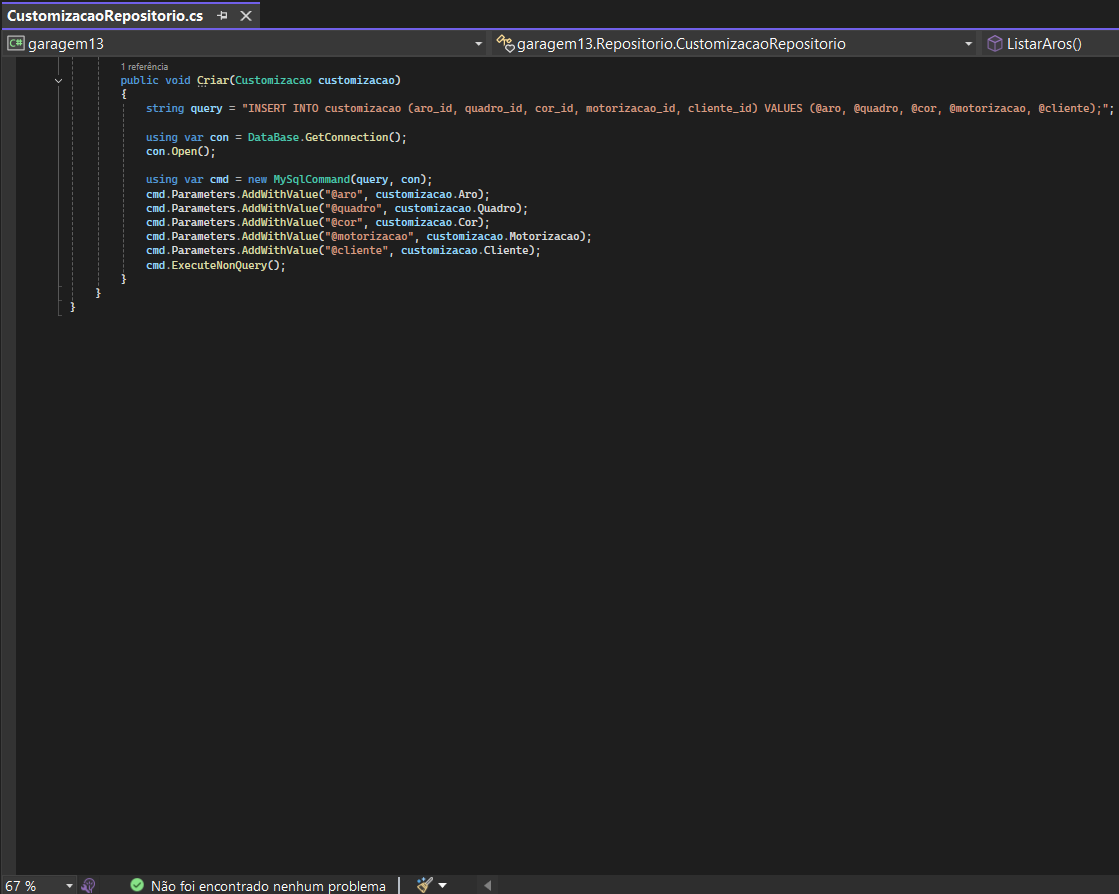 CustomizacaoRepositorio.cs
C# garagem13
garagem13.Repositorio.CustomizacaoRepositorio
ListarAros()
1 referência
public void Criar(Customizacao customizacao)
{
string query = "INSERT INTO customizacao (aro_id, quadro_id, cor_id, motorizacao_id, cliente_id) VALUES (@aro, @quadro, @cor, @motorizacao, @cliente);";
using var con = DataBase.GetConnection();
con.Open();
using var cmd = new MySqlCommand(query, con);
cmd.Parameters.AddWithValue("@aro", customizacao.Aro);
cmd.Parameters.AddWithValue("@quadro", customizacao.Quadro);
cmd.Parameters.AddWithValue("@cor", customizacao.Cor);
cmd.Parameters.AddWithValue("@motorizacao", customizacao.Motorizacao);
cmd.Parameters.AddWithValue("@cliente", customizacao.Cliente);
cmd.ExecuteNonQuery();
}
}
}
67 %
Não foi encontrado nenhum problema